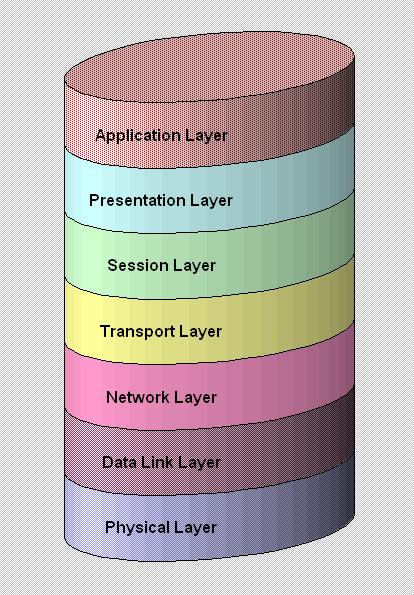 Application Layer
Presentation Layer
Session Layer
Transport Layer
Network Layer
Data Link Layer
Physical Layer